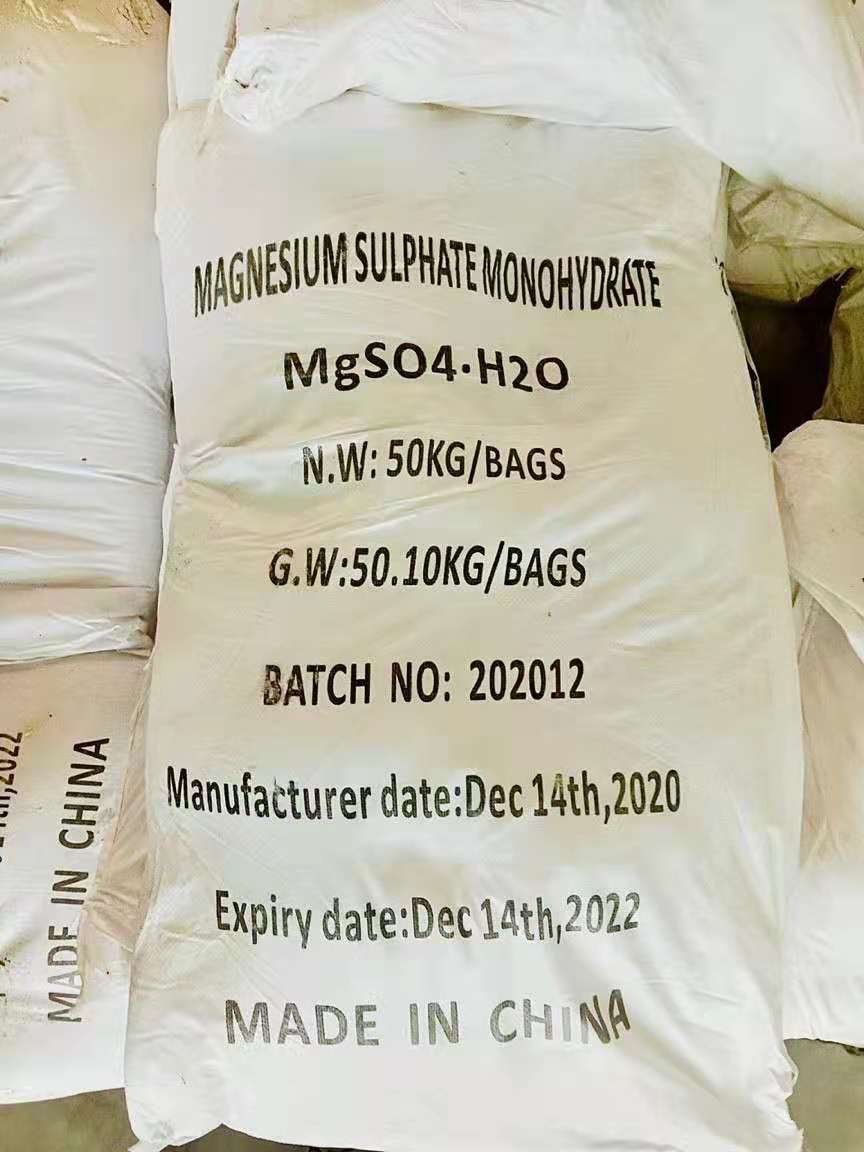 MAGNESIUM SULPHATE MONOHYDRATE
MgSO4·H2O
N.W: 50KG/BAGS
G.W:50.10KG/BAGS
BATCH NO: 202012
Manufacturer date:Dec 14th,2020
Expiry date:Dec 14th,2022
MADE IN CHINA
MADE IN CHINA